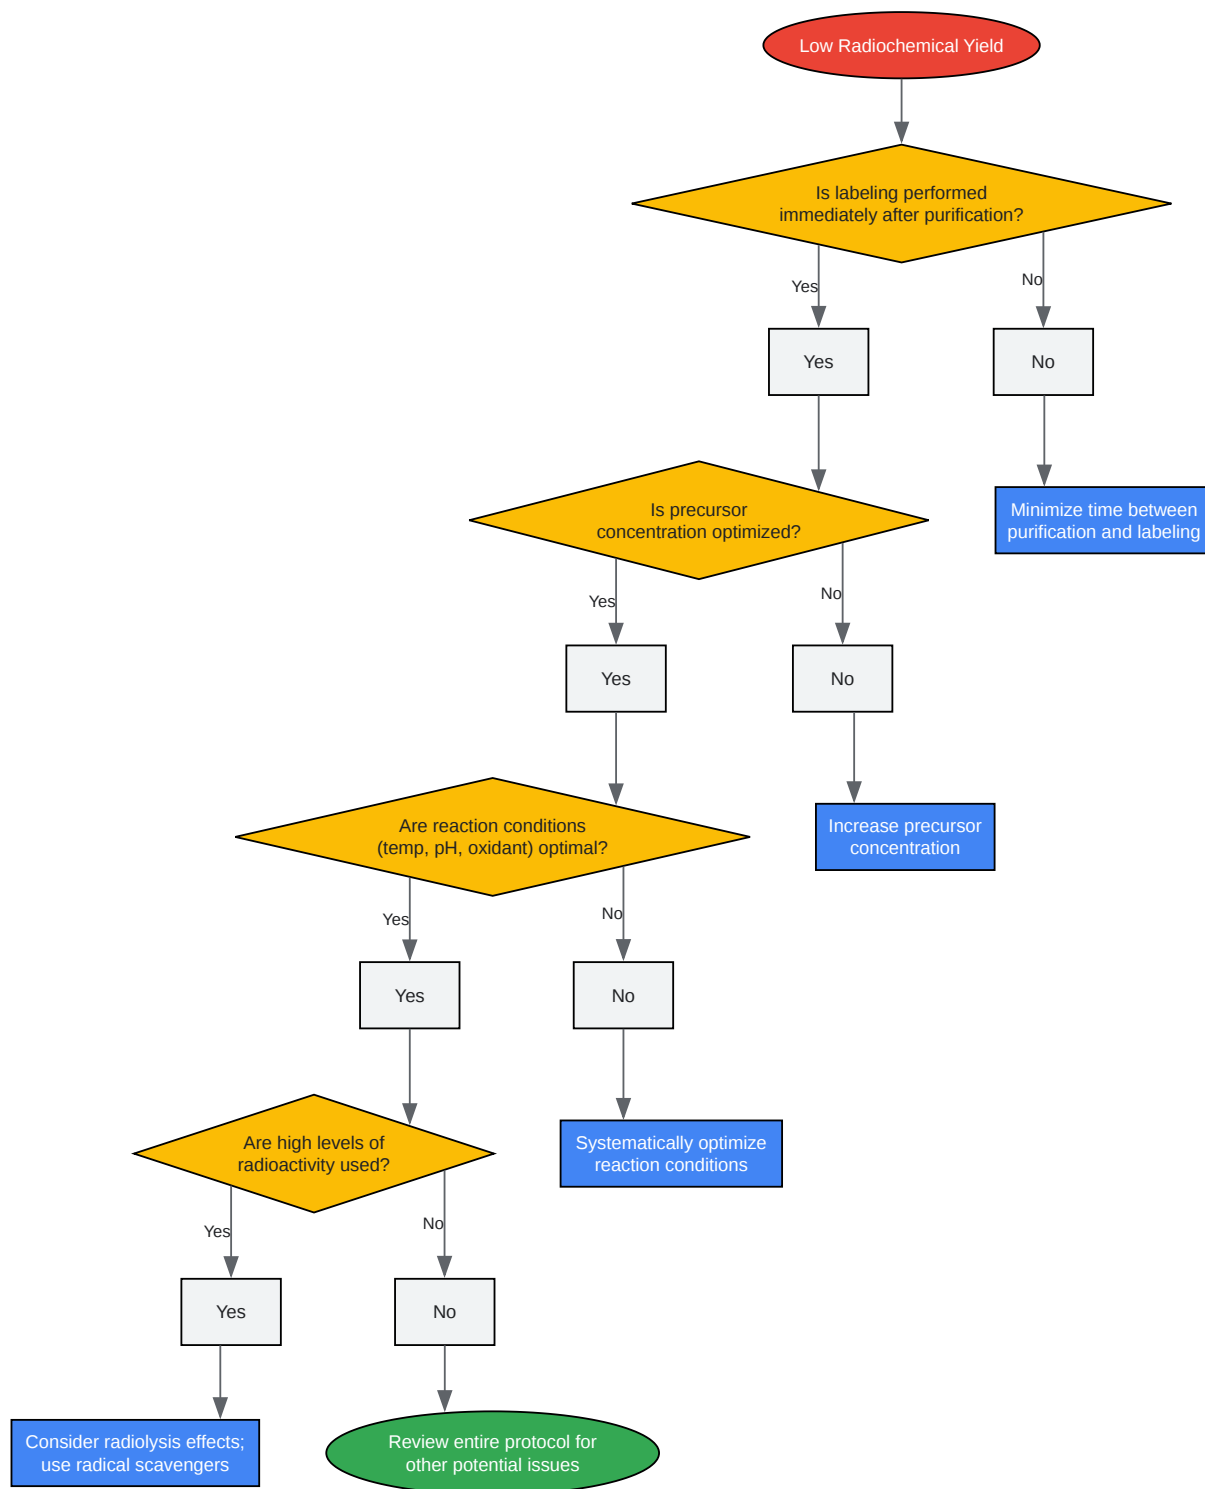 Low Radiochemical Yield
Is labeling performed
immediately after purification?
Yes
No
Yes
No
Is precursor
concentration optimized?
Minimize time between
purification and labeling
Yes
No
Yes
No
Are reaction conditions
(temp, pH, oxidant) optimal?
Increase precursor
concentration
Yes
No
Yes
No
Are high levels of
radioactivity used?
Systematically optimize
reaction conditions
Yes
No
Yes
No
Consider radiolysis effects;
use radical scavengers
Review entire protocol for
other potential issues